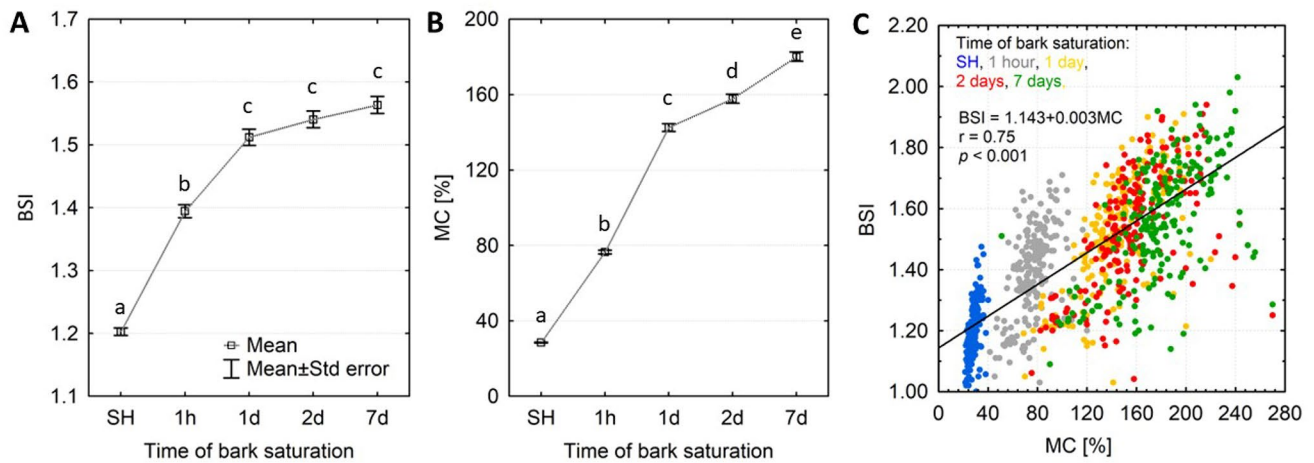 A
1.7
1.6
1.5
1.4
1.3
1.2
1.1
BSI
a
b
c
c
c
Mean
Mean±Std error
SH 1h 1d 2d 7d
Time of bark saturation
B
200
160
120
80
40
0
MC [%]
a
b
c
d
e
SH 1h 1d 2d 7d
Time of bark saturation
C
2.20
2.00
1.80
1.60
1.40
1.20
1.00
BSI
Time of bark saturation:
SH, 1 hour, 1 day,
2 days, 7 days.
BSI = 1.143+0.003MC
r = 0.75
p < 0.001
0 40 80 120 160 200 240 280
MC [%]